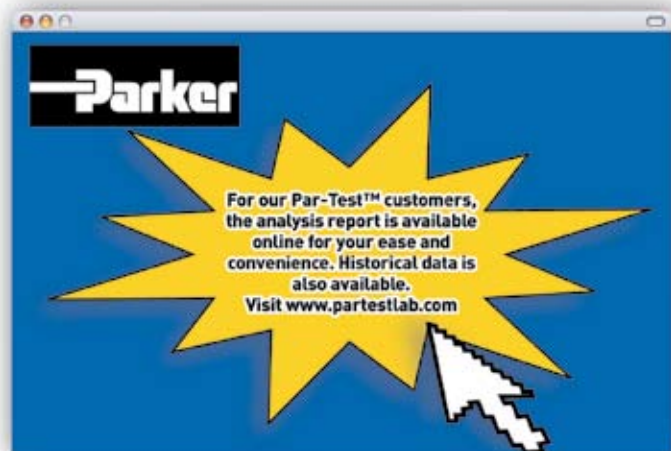 Parker
For our Par-Test™ customers,
the analysis report is available
online for your ease and
convenience. Historical data is
also available.
Visit www.partestlab.com